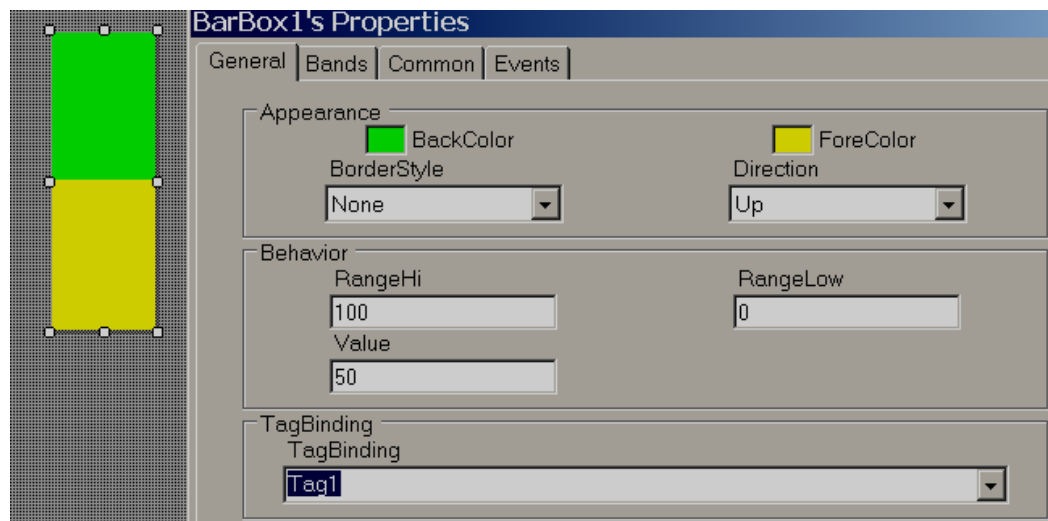 BarBox1's Properties
General Bands Common Events
Appearance
BackColor ForeColor
BorderStyle Direction
None Up
Behavior
RangeHi RangeLow
100 0
Value
50
TagBinding
TagBinding
Tag1